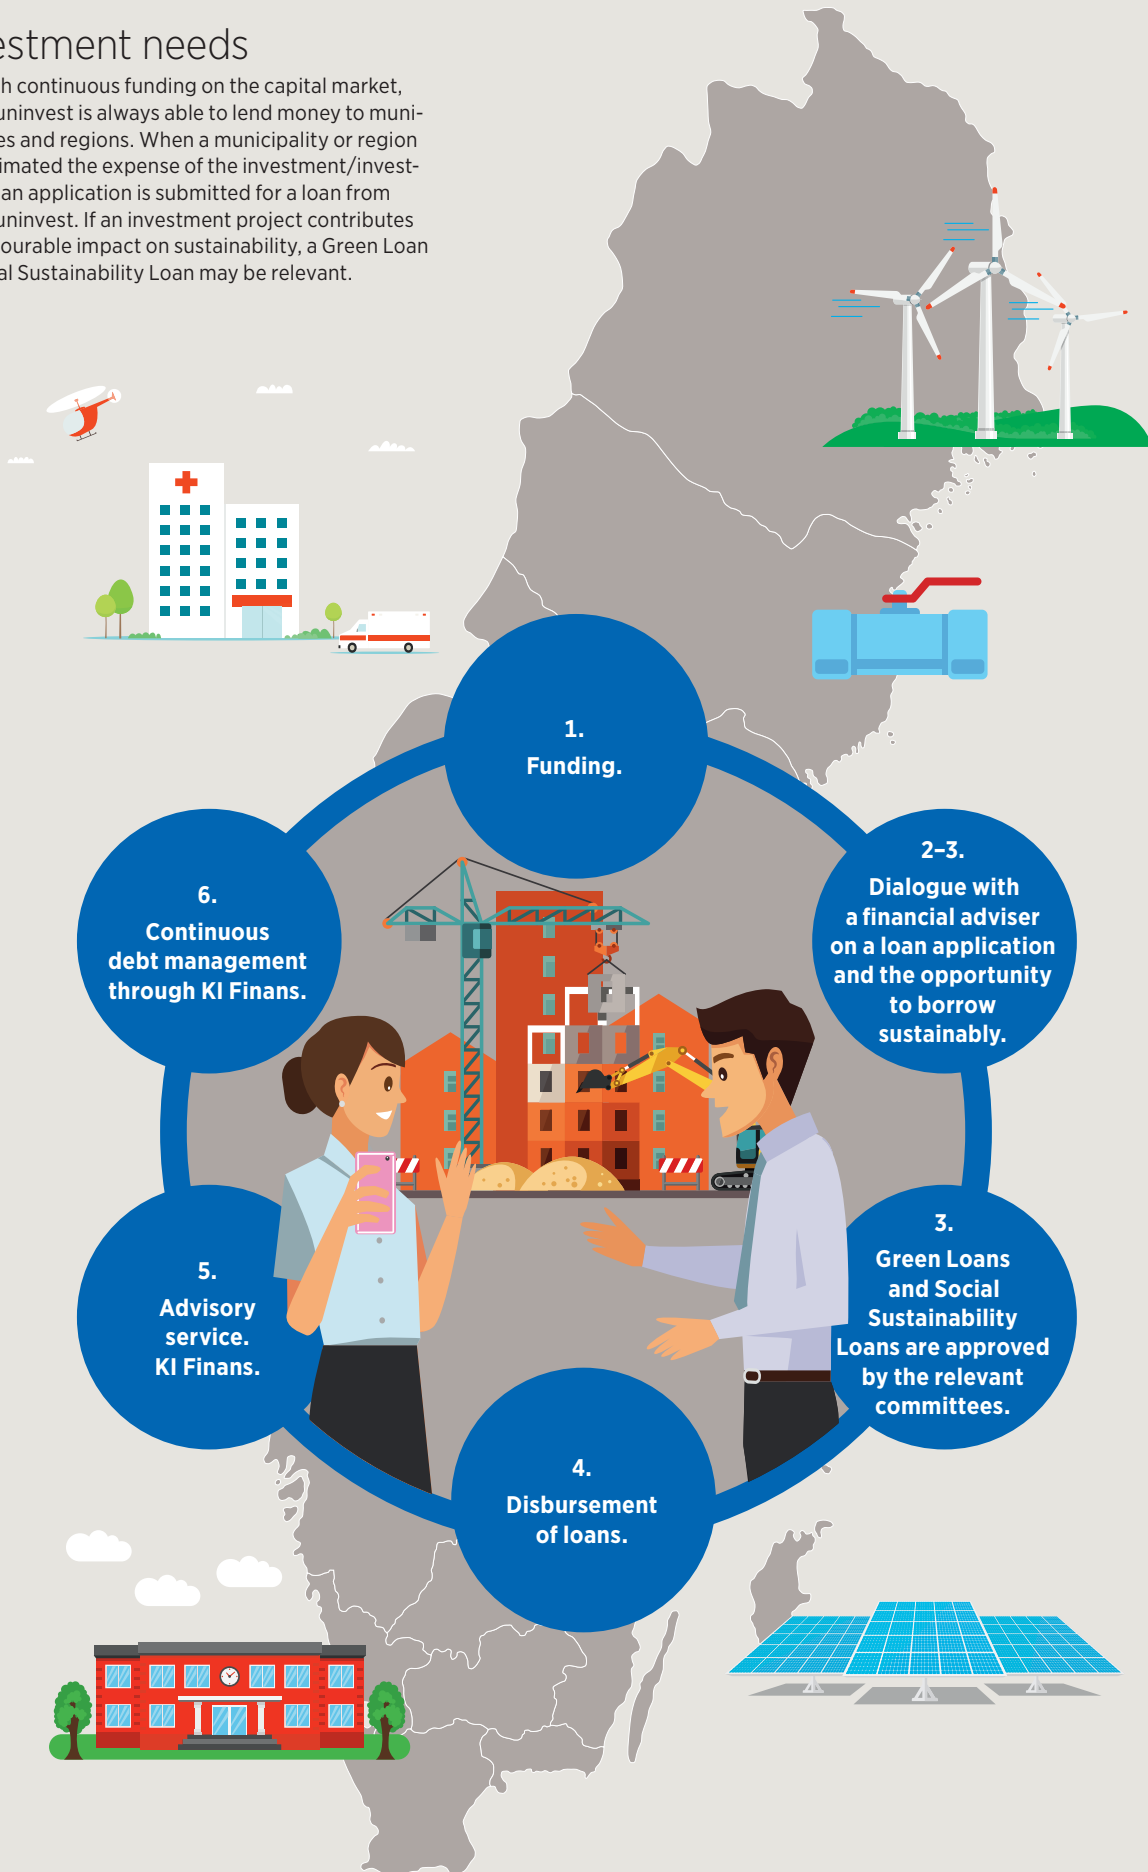 estment needs
h continuous funding on the capital market,
uninvest is always able to lend money to muni-
es and regions. When a municipality or region
imated the expense of the investment/invest-
an application is submitted for a loan from
uninvest. If an investment project contributes
ourable impact on sustainability, a Green Loan
al Sustainability Loan may be relevant.
1.
Funding.
2–3.
Dialogue with
a financial adviser
on a loan application
and the opportunity
to borrow
sustainably.
3.
Green Loans
and Social
Sustainability
Loans are approved
by the relevant
committees.
4.
Disbursement
of loans.
5.
Advisory
service.
KI Finans.
6.
Continuous
debt management
through KI Finans.